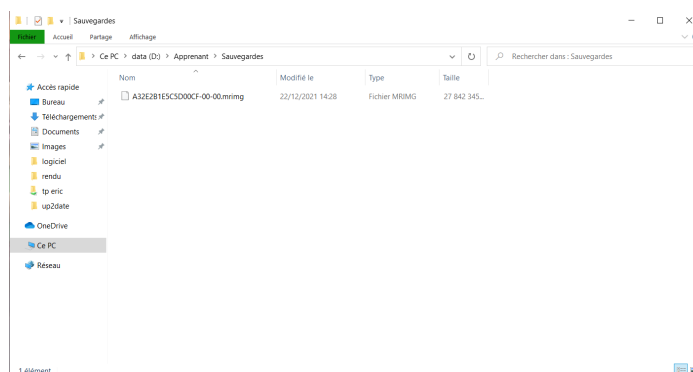 Sauvegardes
Fichier Accueil Partage Affichage
Ce PC > data (D:) > Apprenant > Sauvegardes
Rechercher dans : Sauvegardes
Nom Modifié le Type Taille
A32E2B1E5C5D00CF-00-00.mrimg 22/12/2021 14:28 Fichier MRIMG 27 842 345...
Accès rapide
Bureau
Téléchargements
Documents
Images
logiciel
rendu
tp eric
up2date
OneDrive
Ce PC
Réseau
1 élément